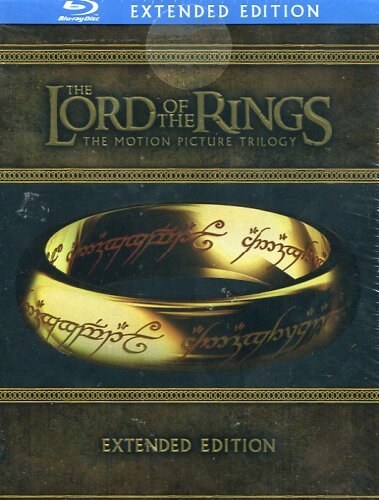 Blu-ray Disc
EXTENDED EDITION
THE
LORD OF THE RINGS
THE MOTION PICTURE TRILOGY
EXTENDED EDITION